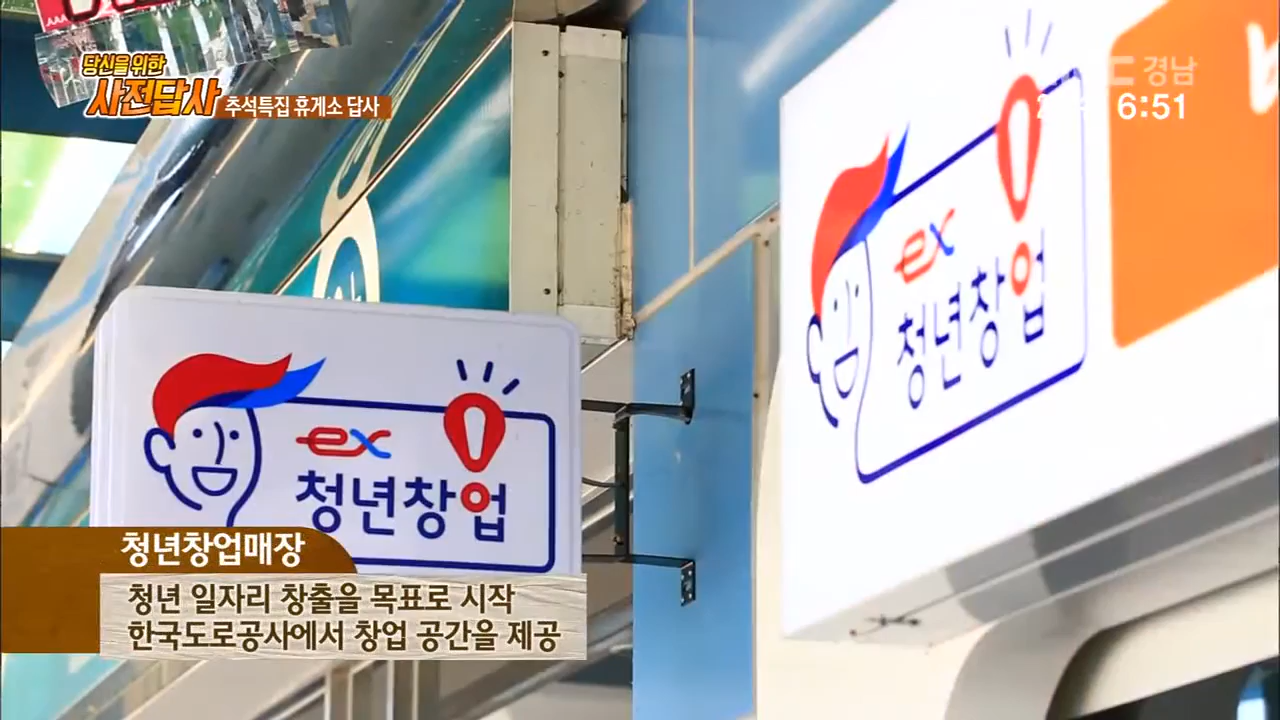 당신을 위한
사전답사 추석특집 휴게소 답사
경남
6:51
ex
청년창업
ex
청년창업
청년창업매장
청년 일자리 창출을 목표로 시작
한국도로공사에서 창업 공간을 제공